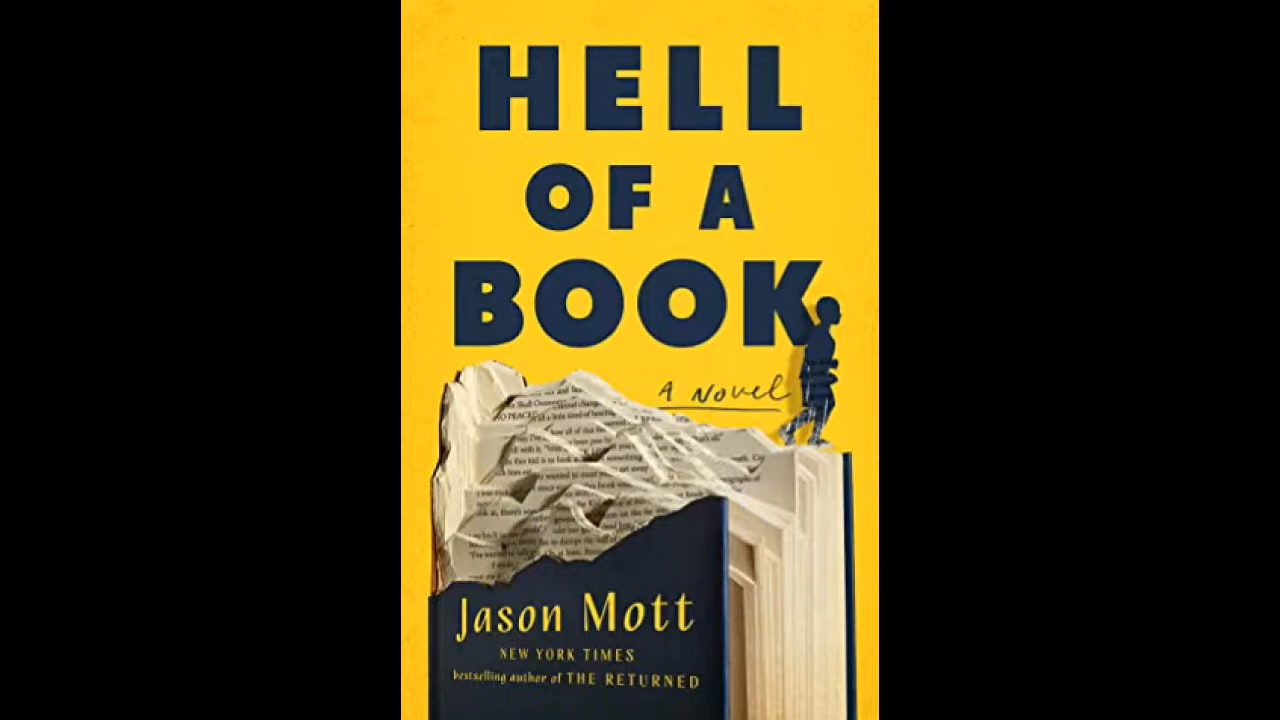 HELL
OF A
BOOK
A Novel
Jason Mott
NEW YORK TIMES
bestselling author of THE RETURNED